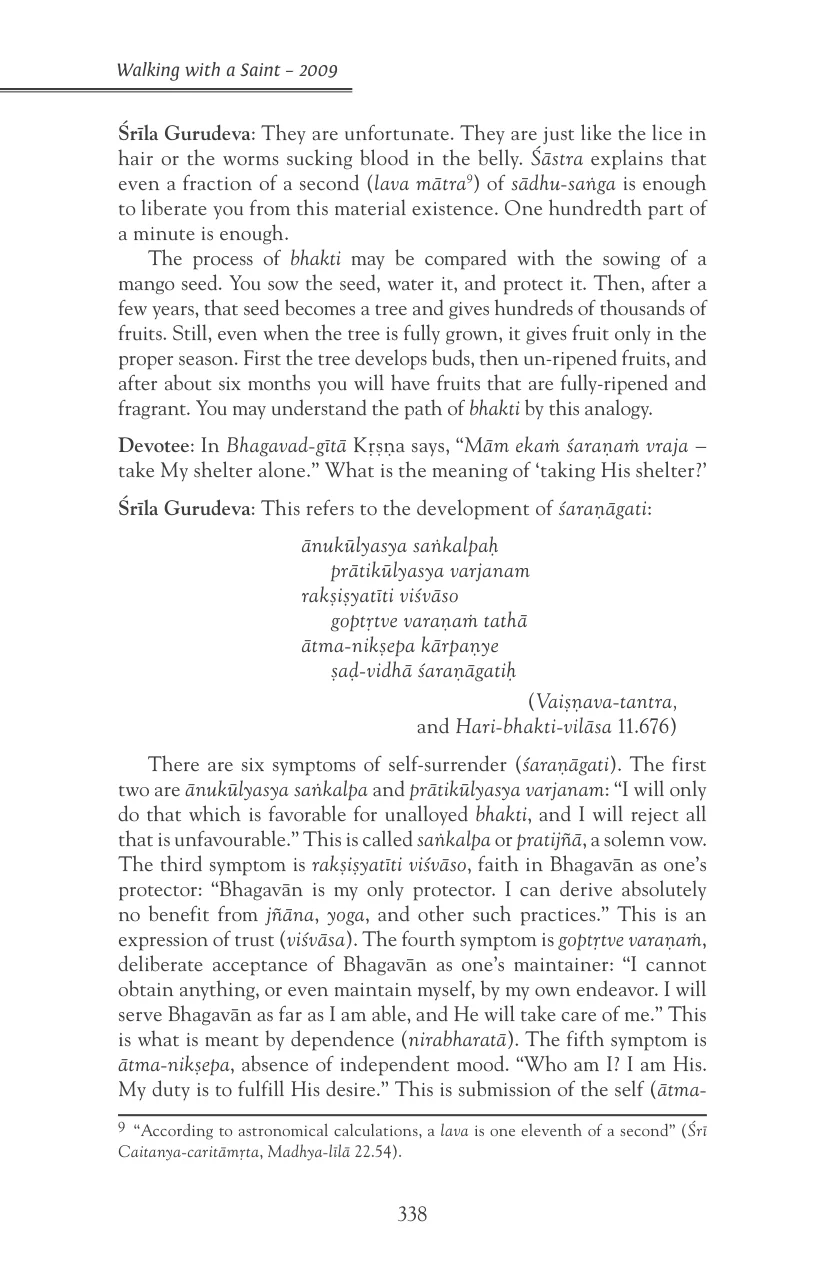 Walking with a Saint – 2009
Śrīla Gurudeva: They are unfortunate. They are just like the lice in
hair or the worms sucking blood in the belly. Śāstra explains that
even a fraction of a second (lava mātra9) of sādhu-saṅga is enough
to liberate you from this material existence. One hundredth part of
a minute is enough.
The process of bhakti may be compared with the sowing of a
mango seed. You sow the seed, water it, and protect it. Then, after a
few years, that seed becomes a tree and gives hundreds of thousands of
fruits. Still, even when the tree is fully grown, it gives fruit only in the
proper season. First the tree develops buds, then un-ripened fruits, and
after about six months you will have fruits that are fully-ripened and
fragrant. You may understand the path of bhakti by this analogy.
Devotee: In Bhagavad-gītā Kṛṣṇa says, “Mām ekaṁ śaraṇaṁ vraja –
take My shelter alone.” What is the meaning of ‘taking His shelter?’
Śrīla Gurudeva: This refers to the development of śaraṇāgati:
ānukūlyasya saṅkalpaḥ
prātikūlyasya varjanam
rakṣiṣyatīti viśvāso
goptṛtve varaṇaṁ tathā
ātma-nikṣepa kārpaṇye
ṣaḍ-vidhā śaraṇāgatiḥ
(Vaiṣṇava-tantra,
and Hari-bhakti-vilāsa 11.676)
There are six symptoms of self-surrender (śaraṇāgati). The first
two are ānukūlyasya saṅkalpa and prātikūlyasya varjanam: “I will only
do that which is favorable for unalloyed bhakti, and I will reject all
that is unfavourable.” This is called saṅkalpa or pratijñā, a solemn vow.
The third symptom is rakṣiṣyatīti viśvāso, faith in Bhagavān as one’s
protector: “Bhagavān is my only protector. I can derive absolutely
no benefit from jñāna, yoga, and other such practices.” This is an
expression of trust (viśvāsa). The fourth symptom is goptṛtve varaṇaṁ,
deliberate acceptance of Bhagavān as one’s maintainer: “I cannot
obtain anything, or even maintain myself, by my own endeavor. I will
serve Bhagavān as far as I am able, and He will take care of me.” This
is what is meant by dependence (nirabharatā). The fifth symptom is
ātma-nikṣepa, absence of independent mood. “Who am I? I am His.
My duty is to fulfill His desire.” This is submission of the self (ātma-
9 “According to astronomical calculations, a lava is one eleventh of a second” (Śrī
Caitanya-caritāmṛta, Madhya-līlā 22.54).
338